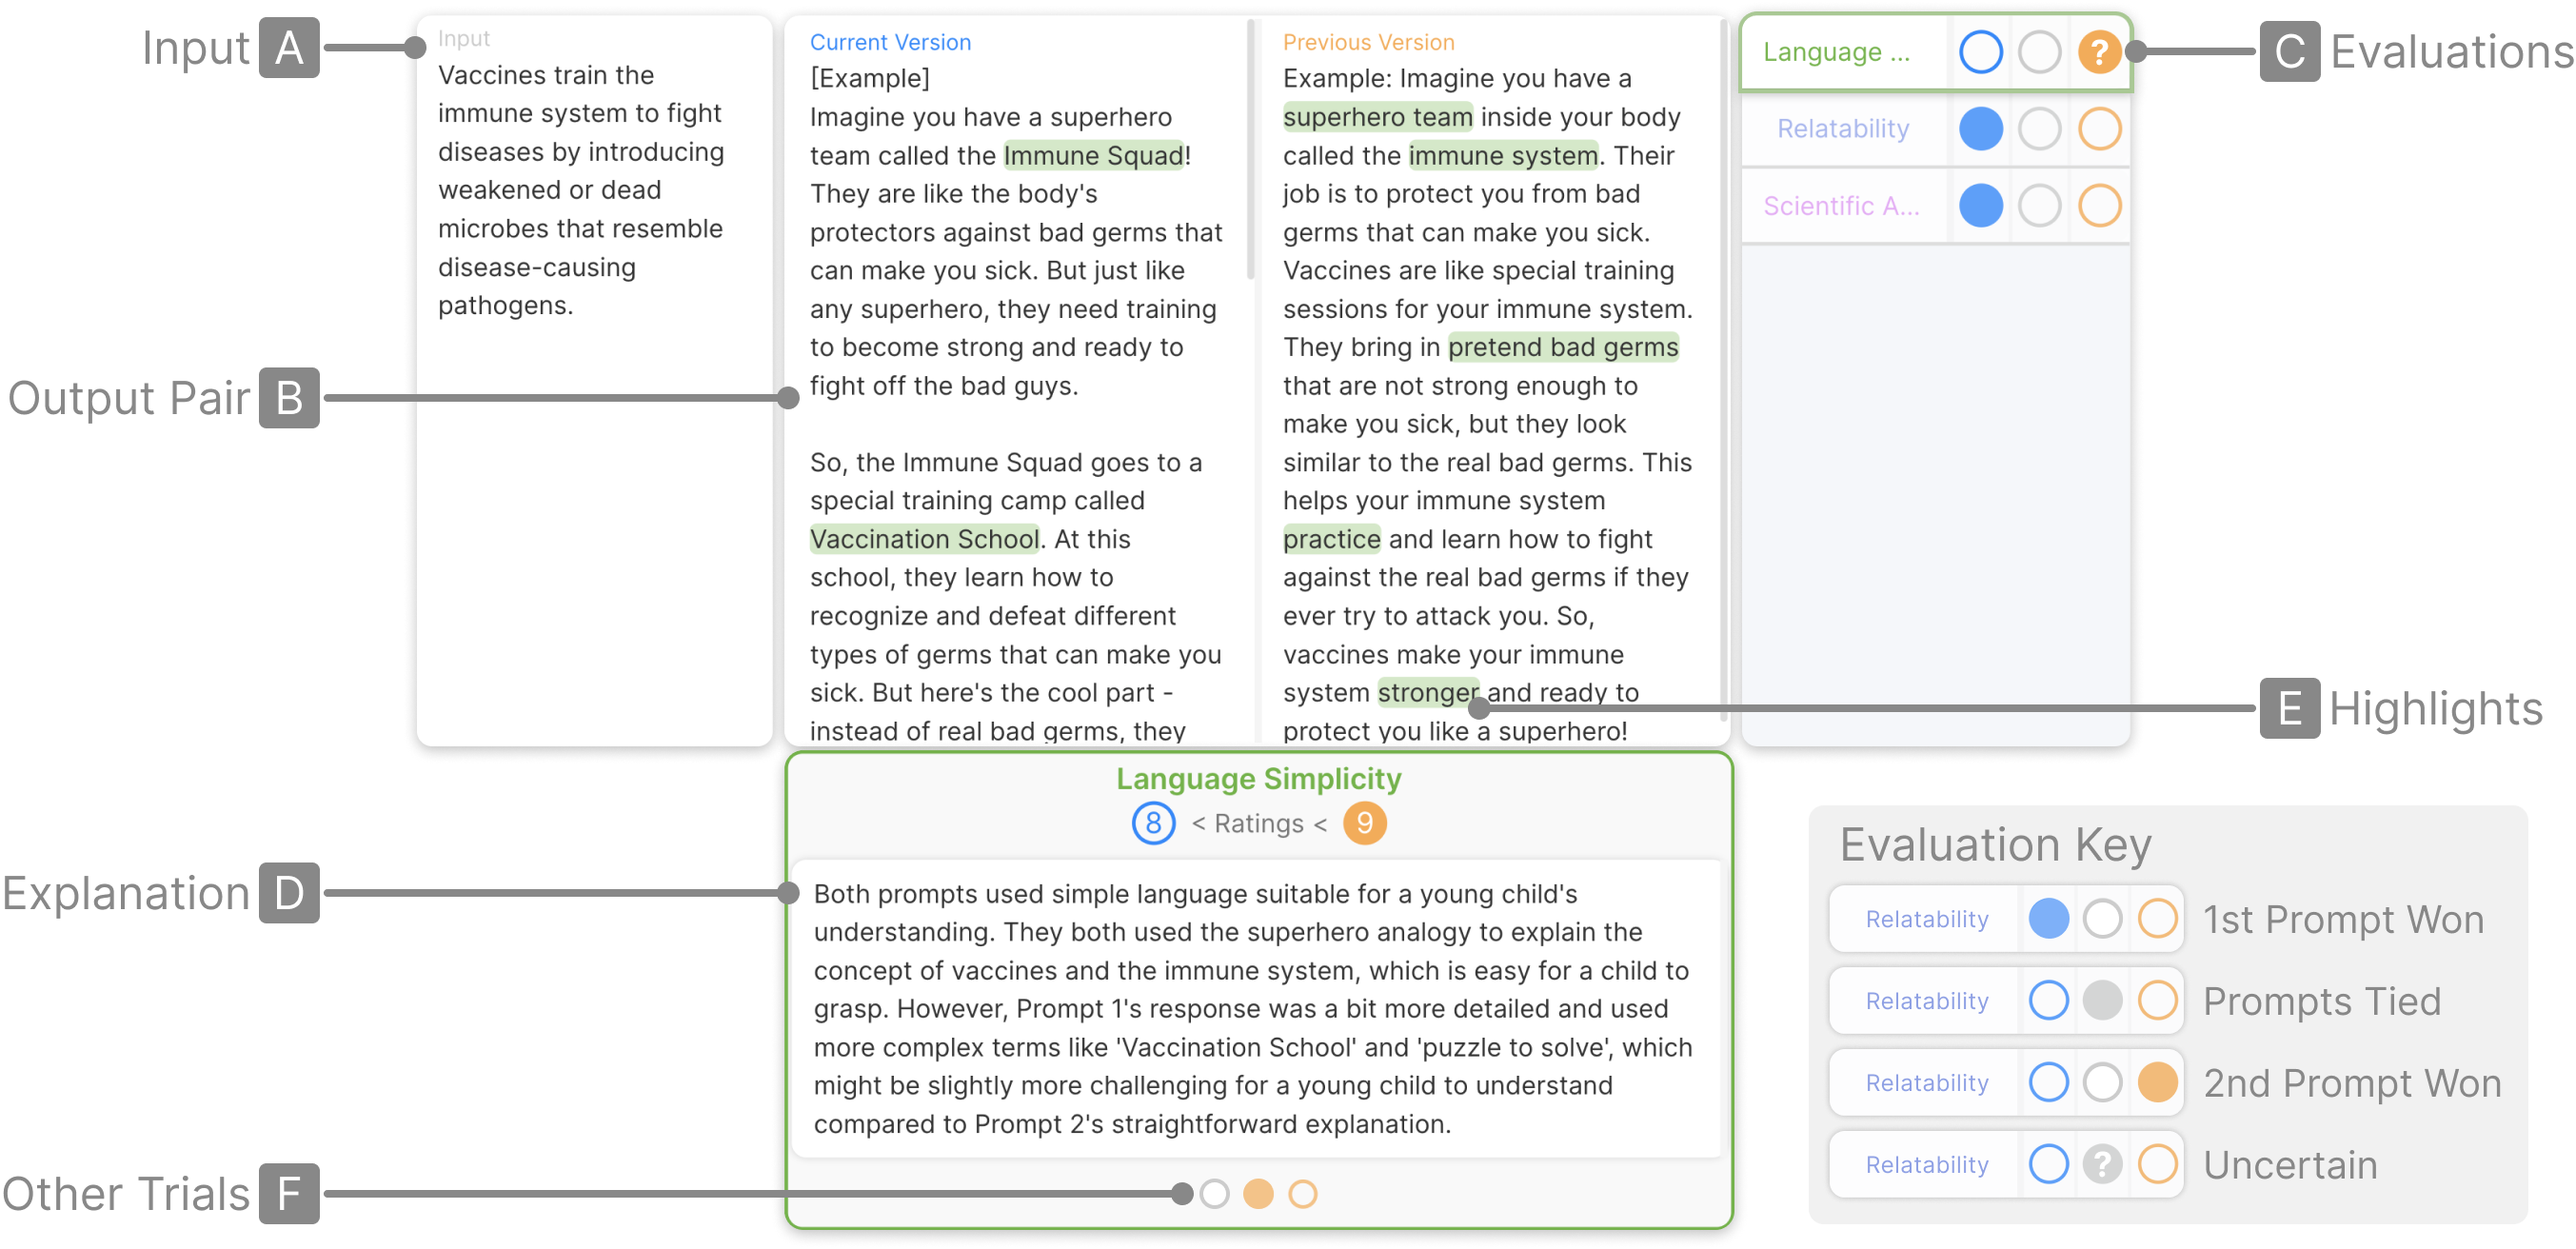 Input A
Input
Vaccines train the
immune system to fight
diseases by introducing
weakened or dead
microbes that resemble
disease-causing
pathogens.
Output Pair B
Current Version
[Example]
Imagine you have a superhero
team called the Immune Squad!
They are like the body's
protectors against bad germs that
can make you sick. But just like
any superhero, they need training
to become strong and ready to
fight off the bad guys.
So, the Immune Squad goes to a
special training camp called
Vaccination School. At this
school, they learn how to
recognize and defeat different
types of germs that can make you
sick. But here's the cool part -
instead of real bad germs, they
Previous Version
Example: Imagine you have a
superhero team inside your body
called the immune system. Their
job is to protect you from bad
germs that can make you sick.
Vaccines are like special training
sessions for your immune system.
They bring in pretend bad germs
that are not strong enough to
make you sick, but they look
similar to the real bad germs. This
helps your immune system
practice and learn how to fight
against the real bad germs if they
ever try to attack you. So,
vaccines make your immune
system stronger and ready to
protect you like a superhero!
Language ... ?
Relatability
Scientific A...
C Evaluations
E Highlights
Language Simplicity
8 < Ratings < 9
Explanation D
Both prompts used simple language suitable for a young child's
understanding. They both used the superhero analogy to explain the
concept of vaccines and the immune system, which is easy for a child to
grasp. However, Prompt 1's response was a bit more detailed and used
more complex terms like 'Vaccination School' and 'puzzle to solve', which
might be slightly more challenging for a young child to understand
compared to Prompt 2's straightforward explanation.
Other Trials F
Evaluation Key
Relatability 1st Prompt Won
Relatability Prompts Tied
Relatability 2nd Prompt Won
Relatability ? Uncertain